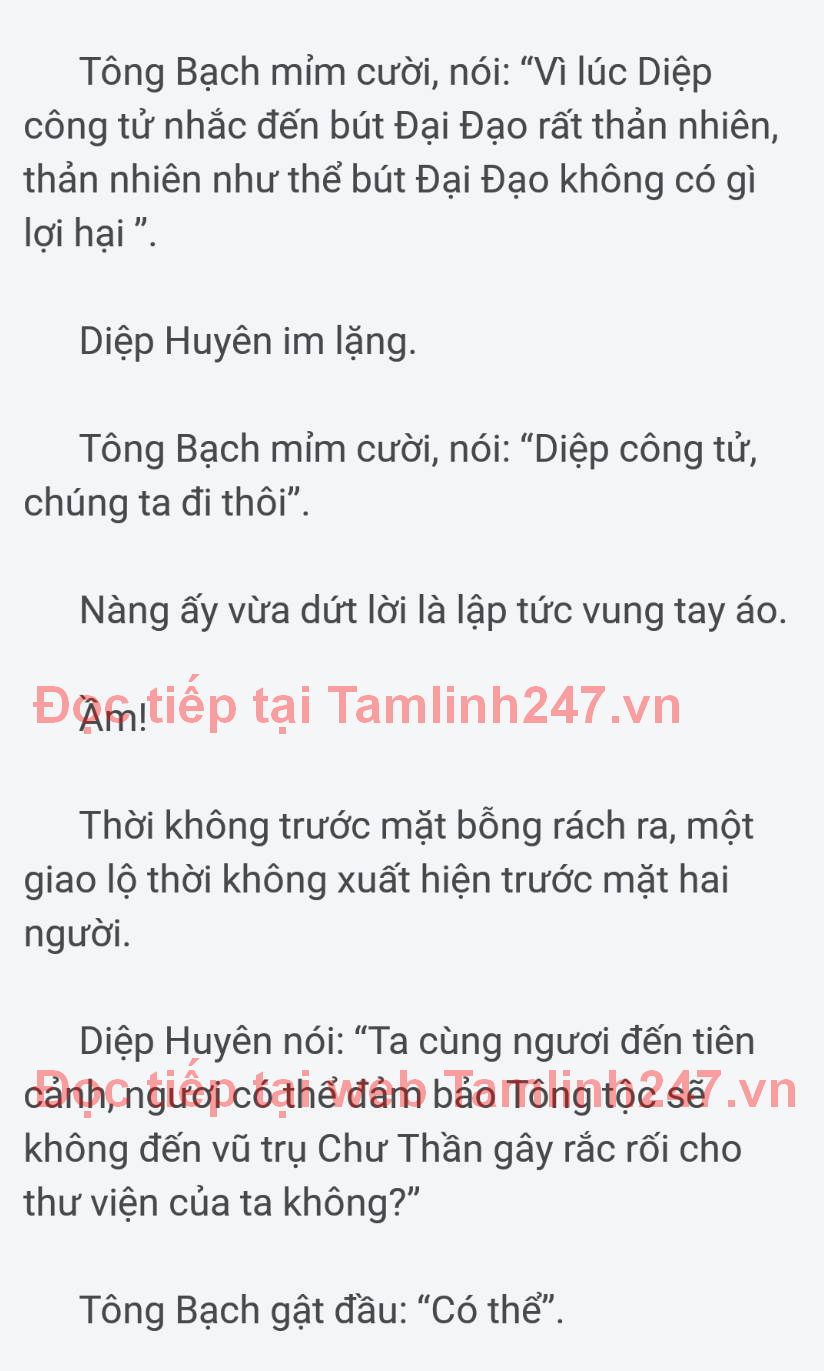 Tông Bạch mỉm cười, nói: “Vì lúc Diệp
công tử nhắc đến bút Đại Đạo rất thản nhiên,
thản nhiên như thể bút Đại Đạo không có gì
lợi hại ”.
Diệp Huyên im lặng.
Tông Bạch mỉm cười, nói: “Diệp công tử,
chúng ta đi thôi”.
Nàng ấy vừa dứt lời là lập tức vung tay áo.
Đọc tiếp tại Tamlinh247.vn
Ầm!
Thời không trước mặt bỗng rách ra, một
giao lộ thời không xuất hiện trước mặt hai
người.
Diệp Huyên nói: “Ta cùng ngươi đến tiên
Đọc tiếp tại web Tamlinh247.vn
cảnh, ngươi có thể đảm bảo Tông tộc sẽ
không đến vũ trụ Chư Thần gây rắc rối cho
thư viện của ta không?”
Tông Bạch gật đầu: “Có thể”.